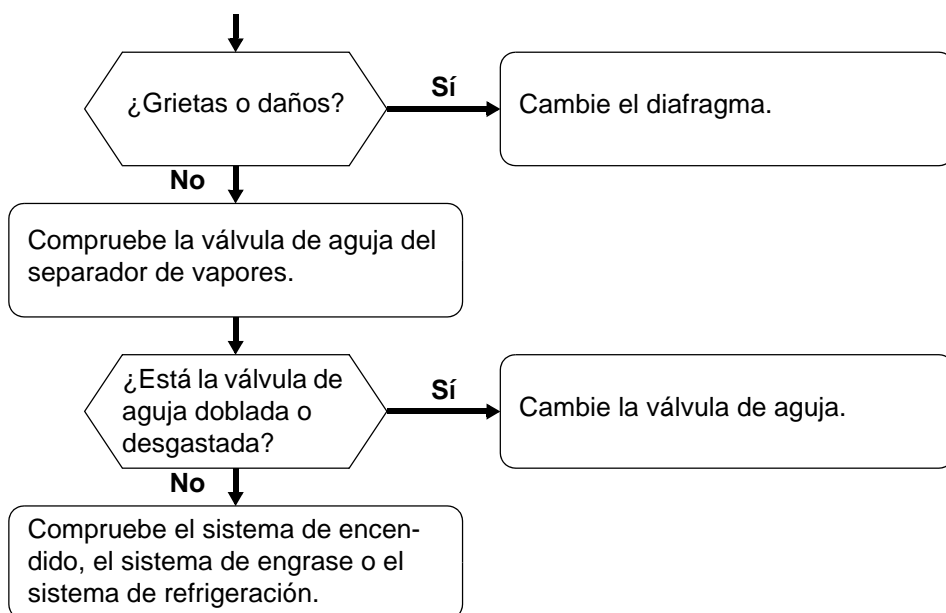 ¿Grietas o daños?
Sí
Cambie el diafragma.
No
Compruebe la válvula de aguja del
separador de vapores.
¿Está la válvula de
aguja doblada o
desgastada?
Sí
Cambie la válvula de aguja.
No
Compruebe el sistema de encen-
dido, el sistema de engrase o el
sistema de refrigeración.